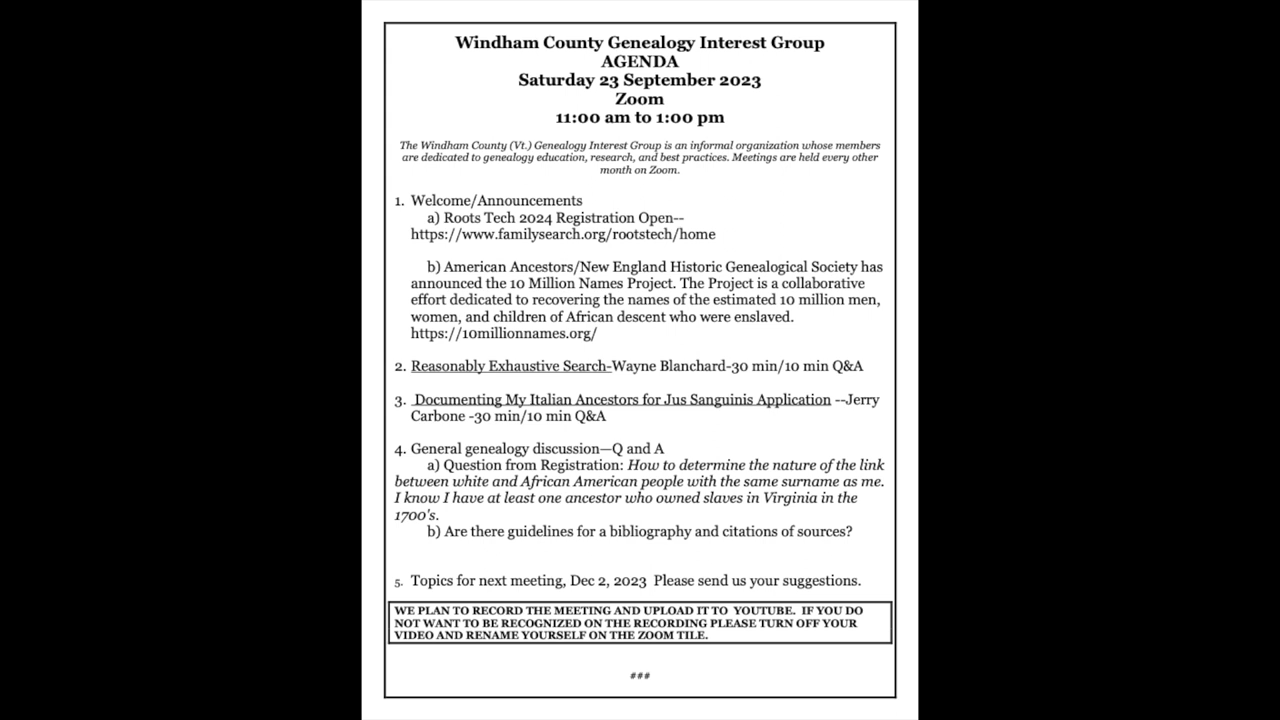 Windham County Genealogy Interest Group
AGENDA
Saturday 23 September 2023
Zoom
11:00 am to 1:00 pm
The Windham County (Vt.) Genealogy Interest Group is an informal organization whose members
are dedicated to genealogy education, research, and best practices. Meetings are held every other
month on Zoom.
1. Welcome/Announcements
a) Roots Tech 2024 Registration Open--
https://www.familysearch.org/rootstech/home
b) American Ancestors/New England Historic Genealogical Society has
announced the 10 Million Names Project. The Project is a collaborative
effort dedicated to recovering the names of the estimated 10 million men,
women, and children of African descent who were enslaved.
https://10millionnames.org/
2. Reasonably Exhaustive Search-Wayne Blanchard-30 min/10 min Q&A
3. Documenting My Italian Ancestors for Jus Sanguinis Application --Jerry
Carbone -30 min/10 min Q&A
4. General genealogy discussion—Q and A
a) Question from Registration: How to determine the nature of the link
between white and African American people with the same surname as me.
I know I have at least one ancestor who owned slaves in Virginia in the
1700's.
b) Are there guidelines for a bibliography and citations of sources?
5. Topics for next meeting, Dec 2, 2023 Please send us your suggestions.
WE PLAN TO RECORD THE MEETING AND UPLOAD IT TO YOUTUBE. IF YOU DO
NOT WANT TO BE RECOGNIZED ON THE RECORDING PLEASE TURN OFF YOUR
VIDEO AND RENAME YOURSELF ON THE ZOOM TILE.
###